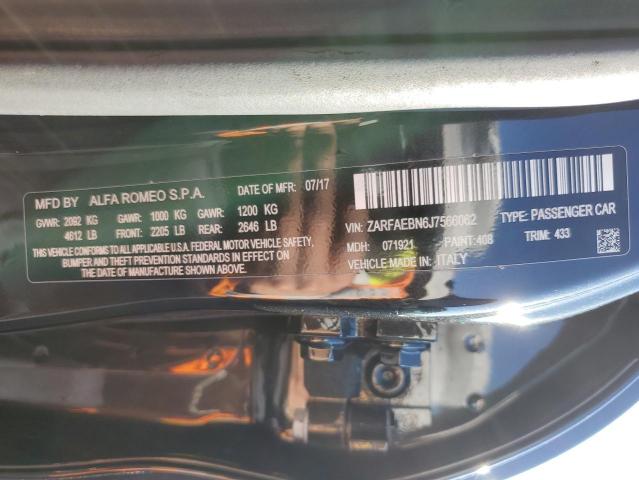 MFD BY ALFA ROMEO S.P.A. DATE OF MFR: 07/17
GVWR: 2092 KG GAWR: 1000 KG GAWR: 1200 KG
4612 LB FRONT: 2205 LB REAR: 2646 LB
THIS CAR CONFORMS TO ALL APPLICABLE U.S.A. FEDERAL MOTOR VEHICLE SAFETY,
BUMPER AND THEFT PREVENTION STANDARDS IN EFFECT ON
THE DATE OF MANUFACTURE SHOWN ABOVE.
VIN: ZARFAEBN6J7566062 TYPE: PASSENGER CAR
MDH: 071921 PAINT: 408 TRIM: 433
VEHICLE MADE IN: ITALY